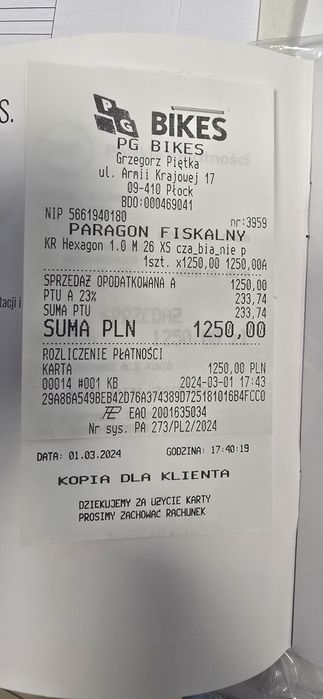 S.
PG BIKES
PG BIKES
Grzegorz Piętka
ul. Armii Krajowej 17
09-410 Płock
BDO:000469041
NIP 5661940180 nr:3959
PARAGON FISKALNY
KR Hexagon 1.0 M 26 XS cza_bia_nie p
1szt. x1250,00 1250,00A
SPRZEDAŻ OPODATKOWANA A 1250,00
PTU A 23% 233,74
SUMA PTU 233,74
SUMA PLN 1250,00
ROZLICZENIE PŁATNOŚCI
KARTA 1250,00 PLN
00014 #001 KB 2024-03-01 17:43
29A86A549BEB42D76A374389D725181016B4FCC0
EAO 2001635034
Nr sys. PA 273/PL2/2024
DATA: 01.03.2024 GODZINA: 17:40:19
KOPIA DLA KLIENTA
DZIEKUJEMY ZA UZYCIE KARTY
PROSIMY ZACHOWAĆ RACHUNEK